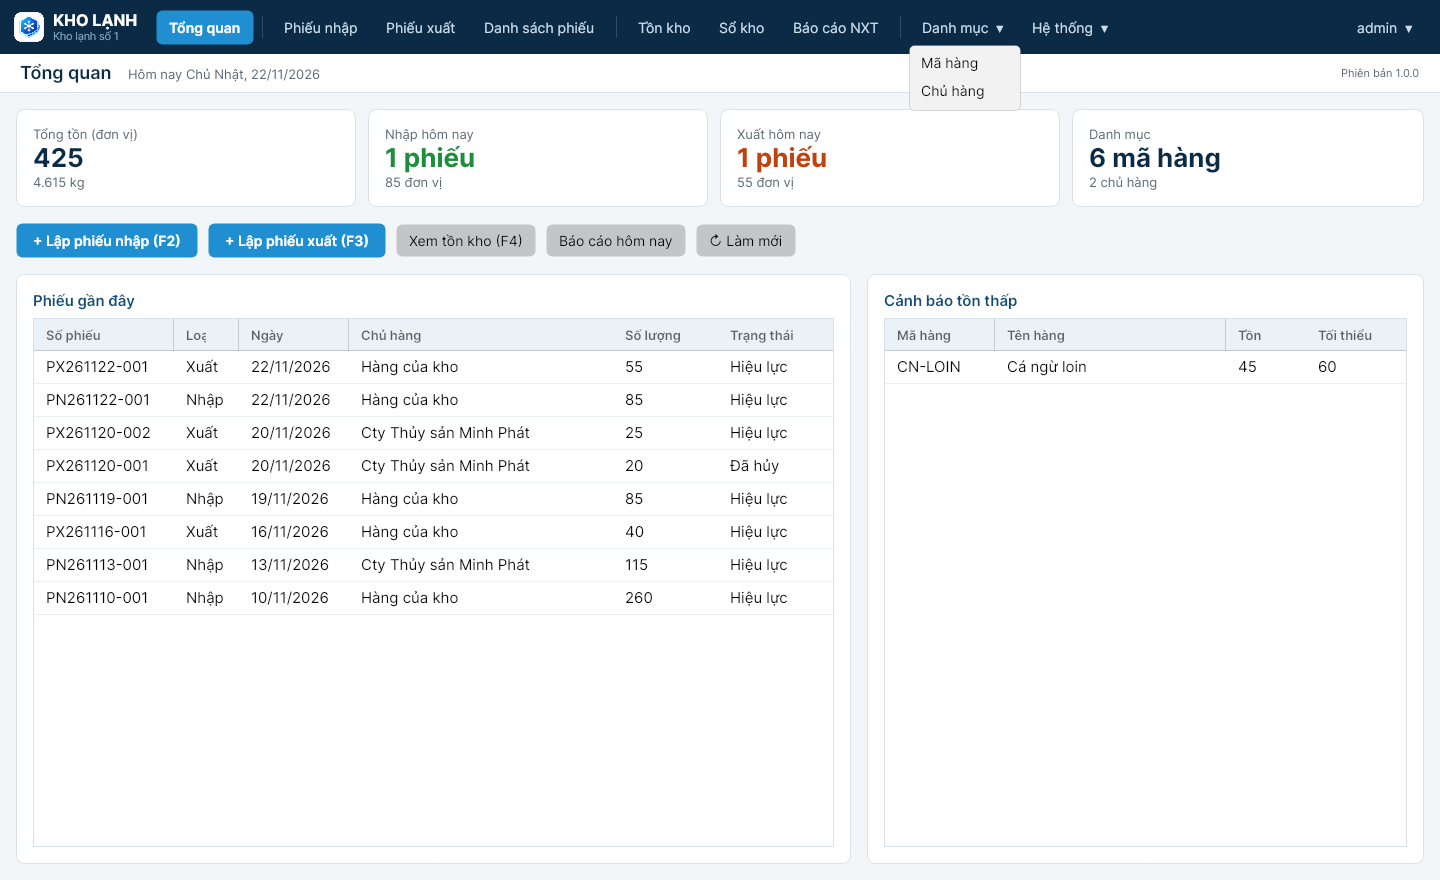 KHO LẠNH
Kho lạnh số 1
Tổng quan
Phiếu nhập
Phiếu xuất
Danh sách phiếu
Tồn kho
Sổ kho
Báo cáo NXT
Danh mục ▾
Hệ thống ▾
admin ▾
Mã hàng
Chủ hàng
Tổng quan
Hôm nay Chủ Nhật, 22/11/2026
Phiên bản 1.0.0
Tổng tồn (đơn vị)
425
4.615 kg
Nhập hôm nay
1 phiếu
85 đơn vị
Xuất hôm nay
1 phiếu
55 đơn vị
Danh mục
6 mã hàng
2 chủ hàng
+ Lập phiếu nhập (F2)
+ Lập phiếu xuất (F3)
Xem tồn kho (F4)
Báo cáo hôm nay
↻ Làm mới
Phiếu gần đây
Số phiếu Loạ Ngày Chủ hàng Số lượng Trạng thái
PX261122-001 Xuất 22/11/2026 Hàng của kho 55 Hiệu lực
PN261122-001 Nhập 22/11/2026 Hàng của kho 85 Hiệu lực
PX261120-002 Xuất 20/11/2026 Cty Thủy sản Minh Phát 25 Hiệu lực
PX261120-001 Xuất 20/11/2026 Cty Thủy sản Minh Phát 20 Đã hủy
PN261119-001 Nhập 19/11/2026 Hàng của kho 85 Hiệu lực
PX261116-001 Xuất 16/11/2026 Hàng của kho 40 Hiệu lực
PN261113-001 Nhập 13/11/2026 Cty Thủy sản Minh Phát 115 Hiệu lực
PN261110-001 Nhập 10/11/2026 Hàng của kho 260 Hiệu lực
Cảnh báo tồn thấp
Mã hàng Tên hàng Tồn Tối thiểu
CN-LOIN Cá ngừ loin 45 60